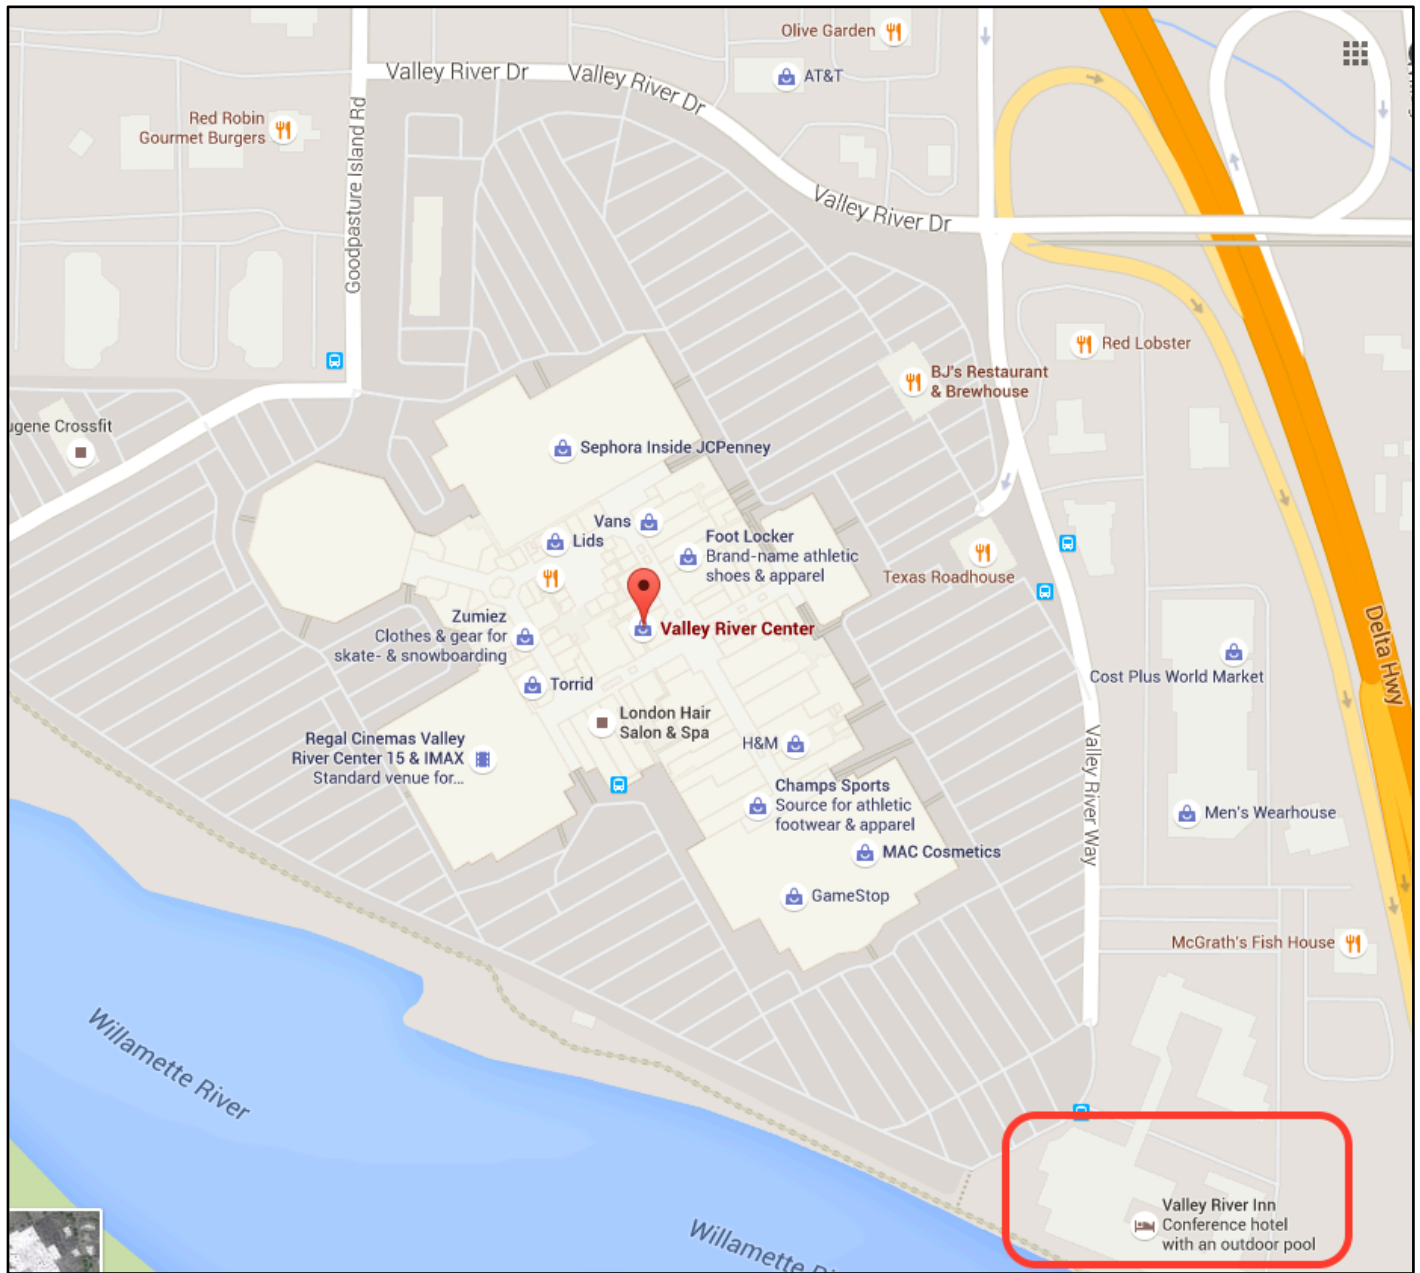 Olive Garden
AT&T
Valley River Dr
Valley River Dr
Valley River Dr
Red Robin
Gourmet Burgers
Goodpasture Island Rd
Red Lobster
BJ's Restaurant
& Brewhouse
Crossfit
Sephora Inside JCPenney
Vans
Lids
Foot Locker
Brand-name athletic
shoes & apparel
Texas Roadhouse
Zumiez
Clothes & gear for
skate- & snowboarding
Valley River Center
Delta Hwy
Cost Plus World Market
Torrid
London Hair
Salon & Spa
Regal Cinemas Valley
River Center 15 & IMAX
Standard venue for...
H&M
Valley River Way
Champs Sports
Source for athletic
footwear & apparel
Men's Wearhouse
MAC Cosmetics
GameStop
McGrath's Fish House
Willamette River
Valley River Inn
Conference hotel
with an outdoor pool
Willamette